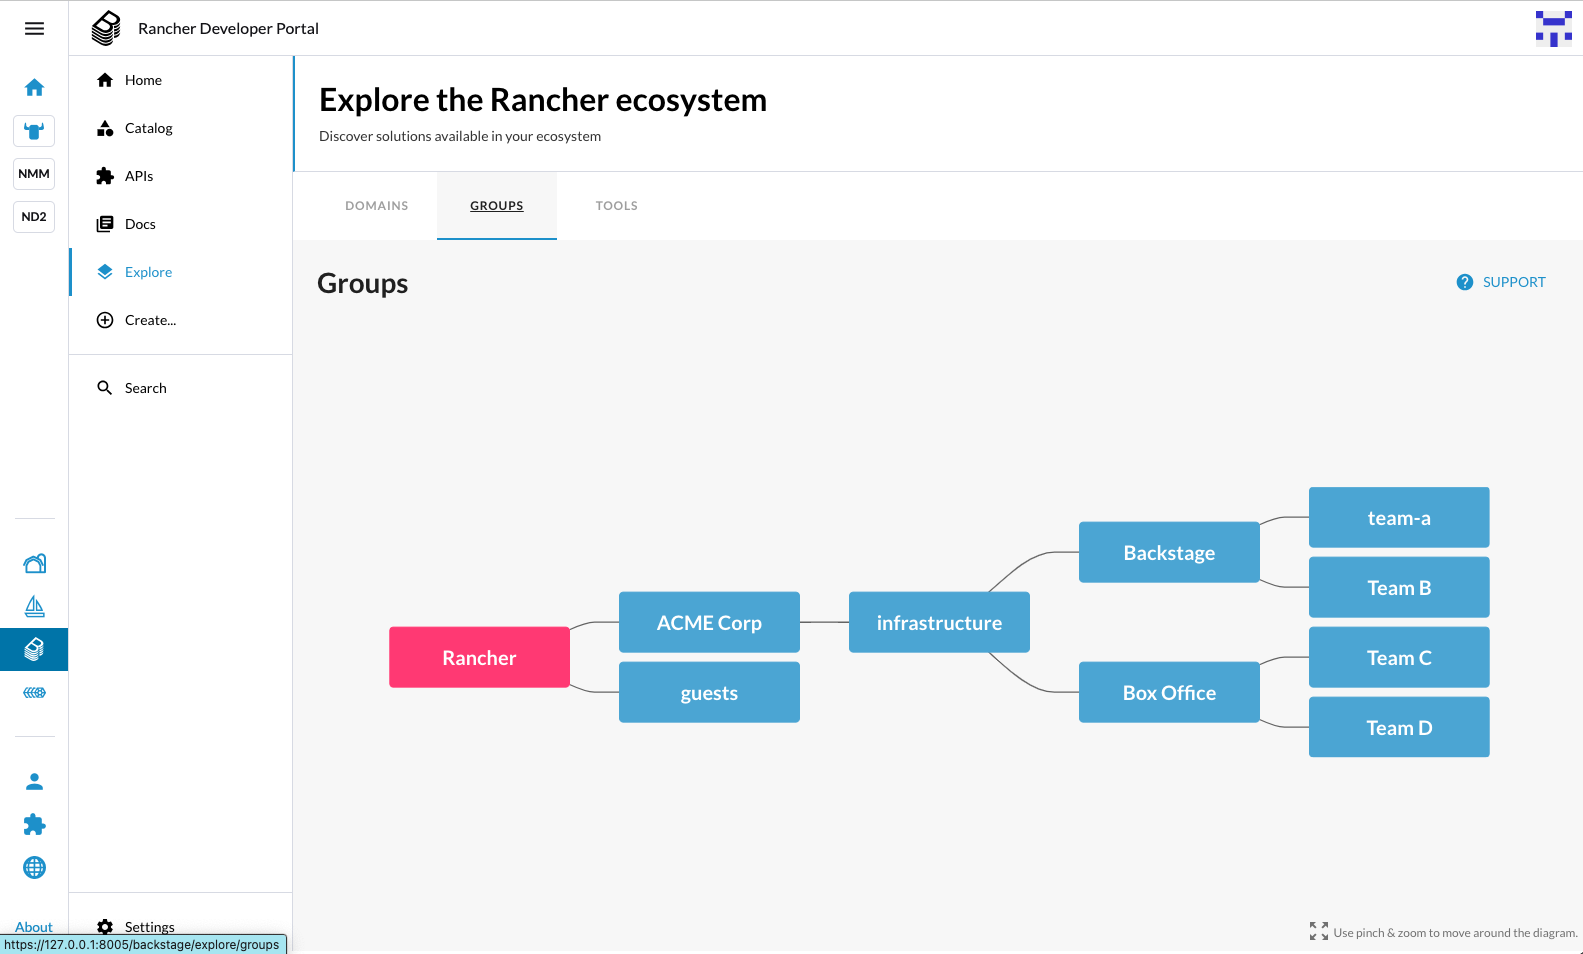 Rancher Developer Portal
NMM
ND2
About
Home
Catalog
APIs
Docs
Explore
Create...
Search
Settings
Explore the Rancher ecosystem
Discover solutions available in your ecosystem
DOMAINS
GROUPS
TOOLS
Groups
SUPPORT
Rancher
ACME Corp
guests
infrastructure
Backstage
Box Office
team-a
Team B
Team C
Team D
Use pinch & zoom to move around the diagram.
https://127.0.0.1:8005/backstage/explore/groups